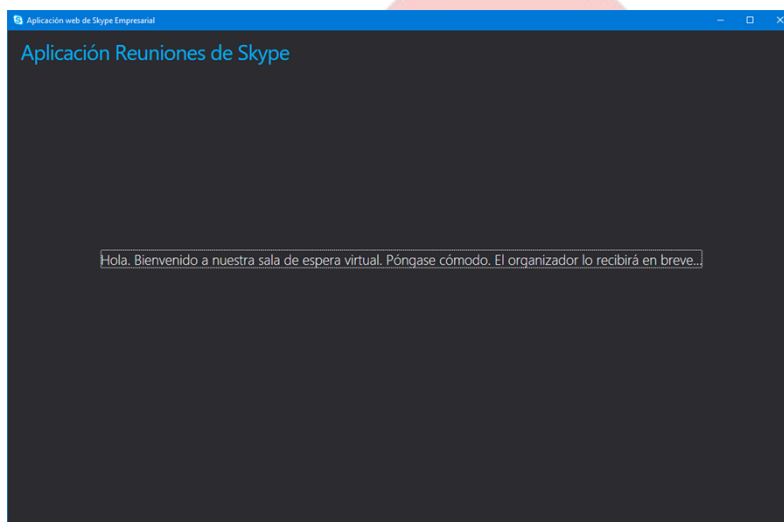 Aplicación web de Skype Empresarial
Aplicación Reuniones de Skype
Hola. Bienvenido a nuestra sala de espera virtual. Póngase cómodo. El organizador lo recibirá en breve...